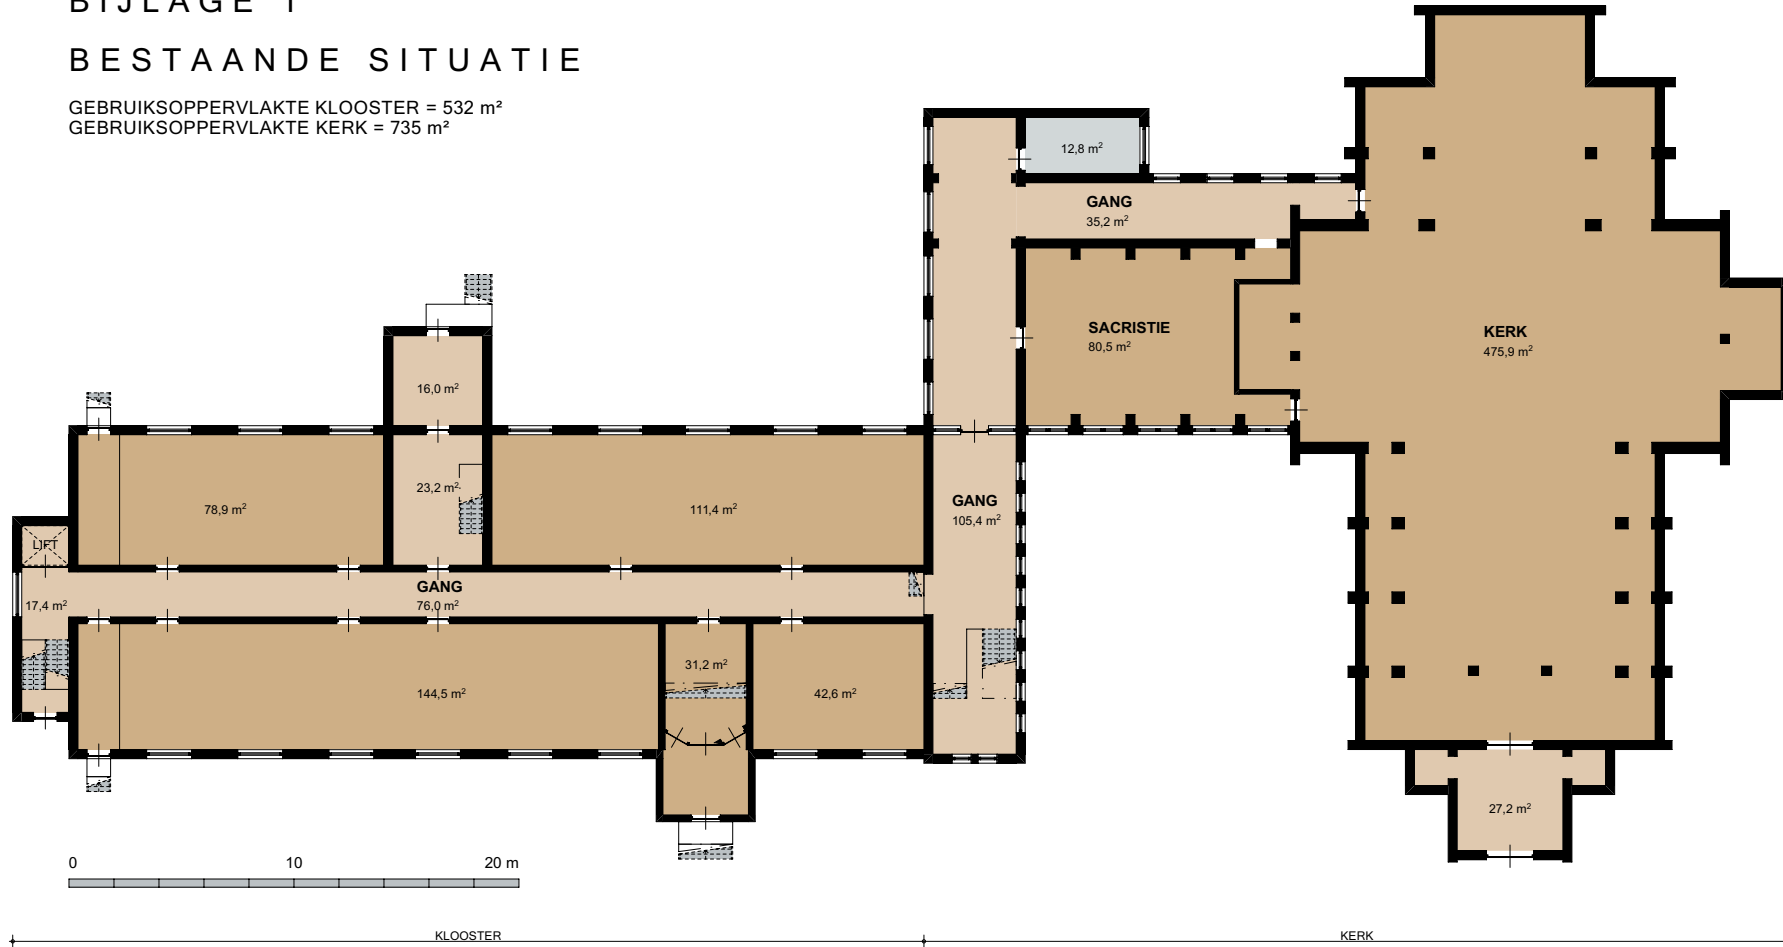 BIJLAGE 1
BESTAANDE SITUATIE
GEBRUIKSOPPERVLAKTE KLOOSTER = 532 m²
GEBRUIKSOPPERVLAKTE KERK = 735 m²
12,8 m²
GANG
35,2 m²
SACRISTIE
80,5 m²
KERK
475,9 m²
16,0 m²
23,2 m²
78,9 m²
111,4 m²
GANG
105,4 m²
LIFT
GANG
76,0 m²
17,4 m²
31,2 m²
144,5 m²
42,6 m²
27,2 m²
0 10 20 m
KLOOSTER KERK